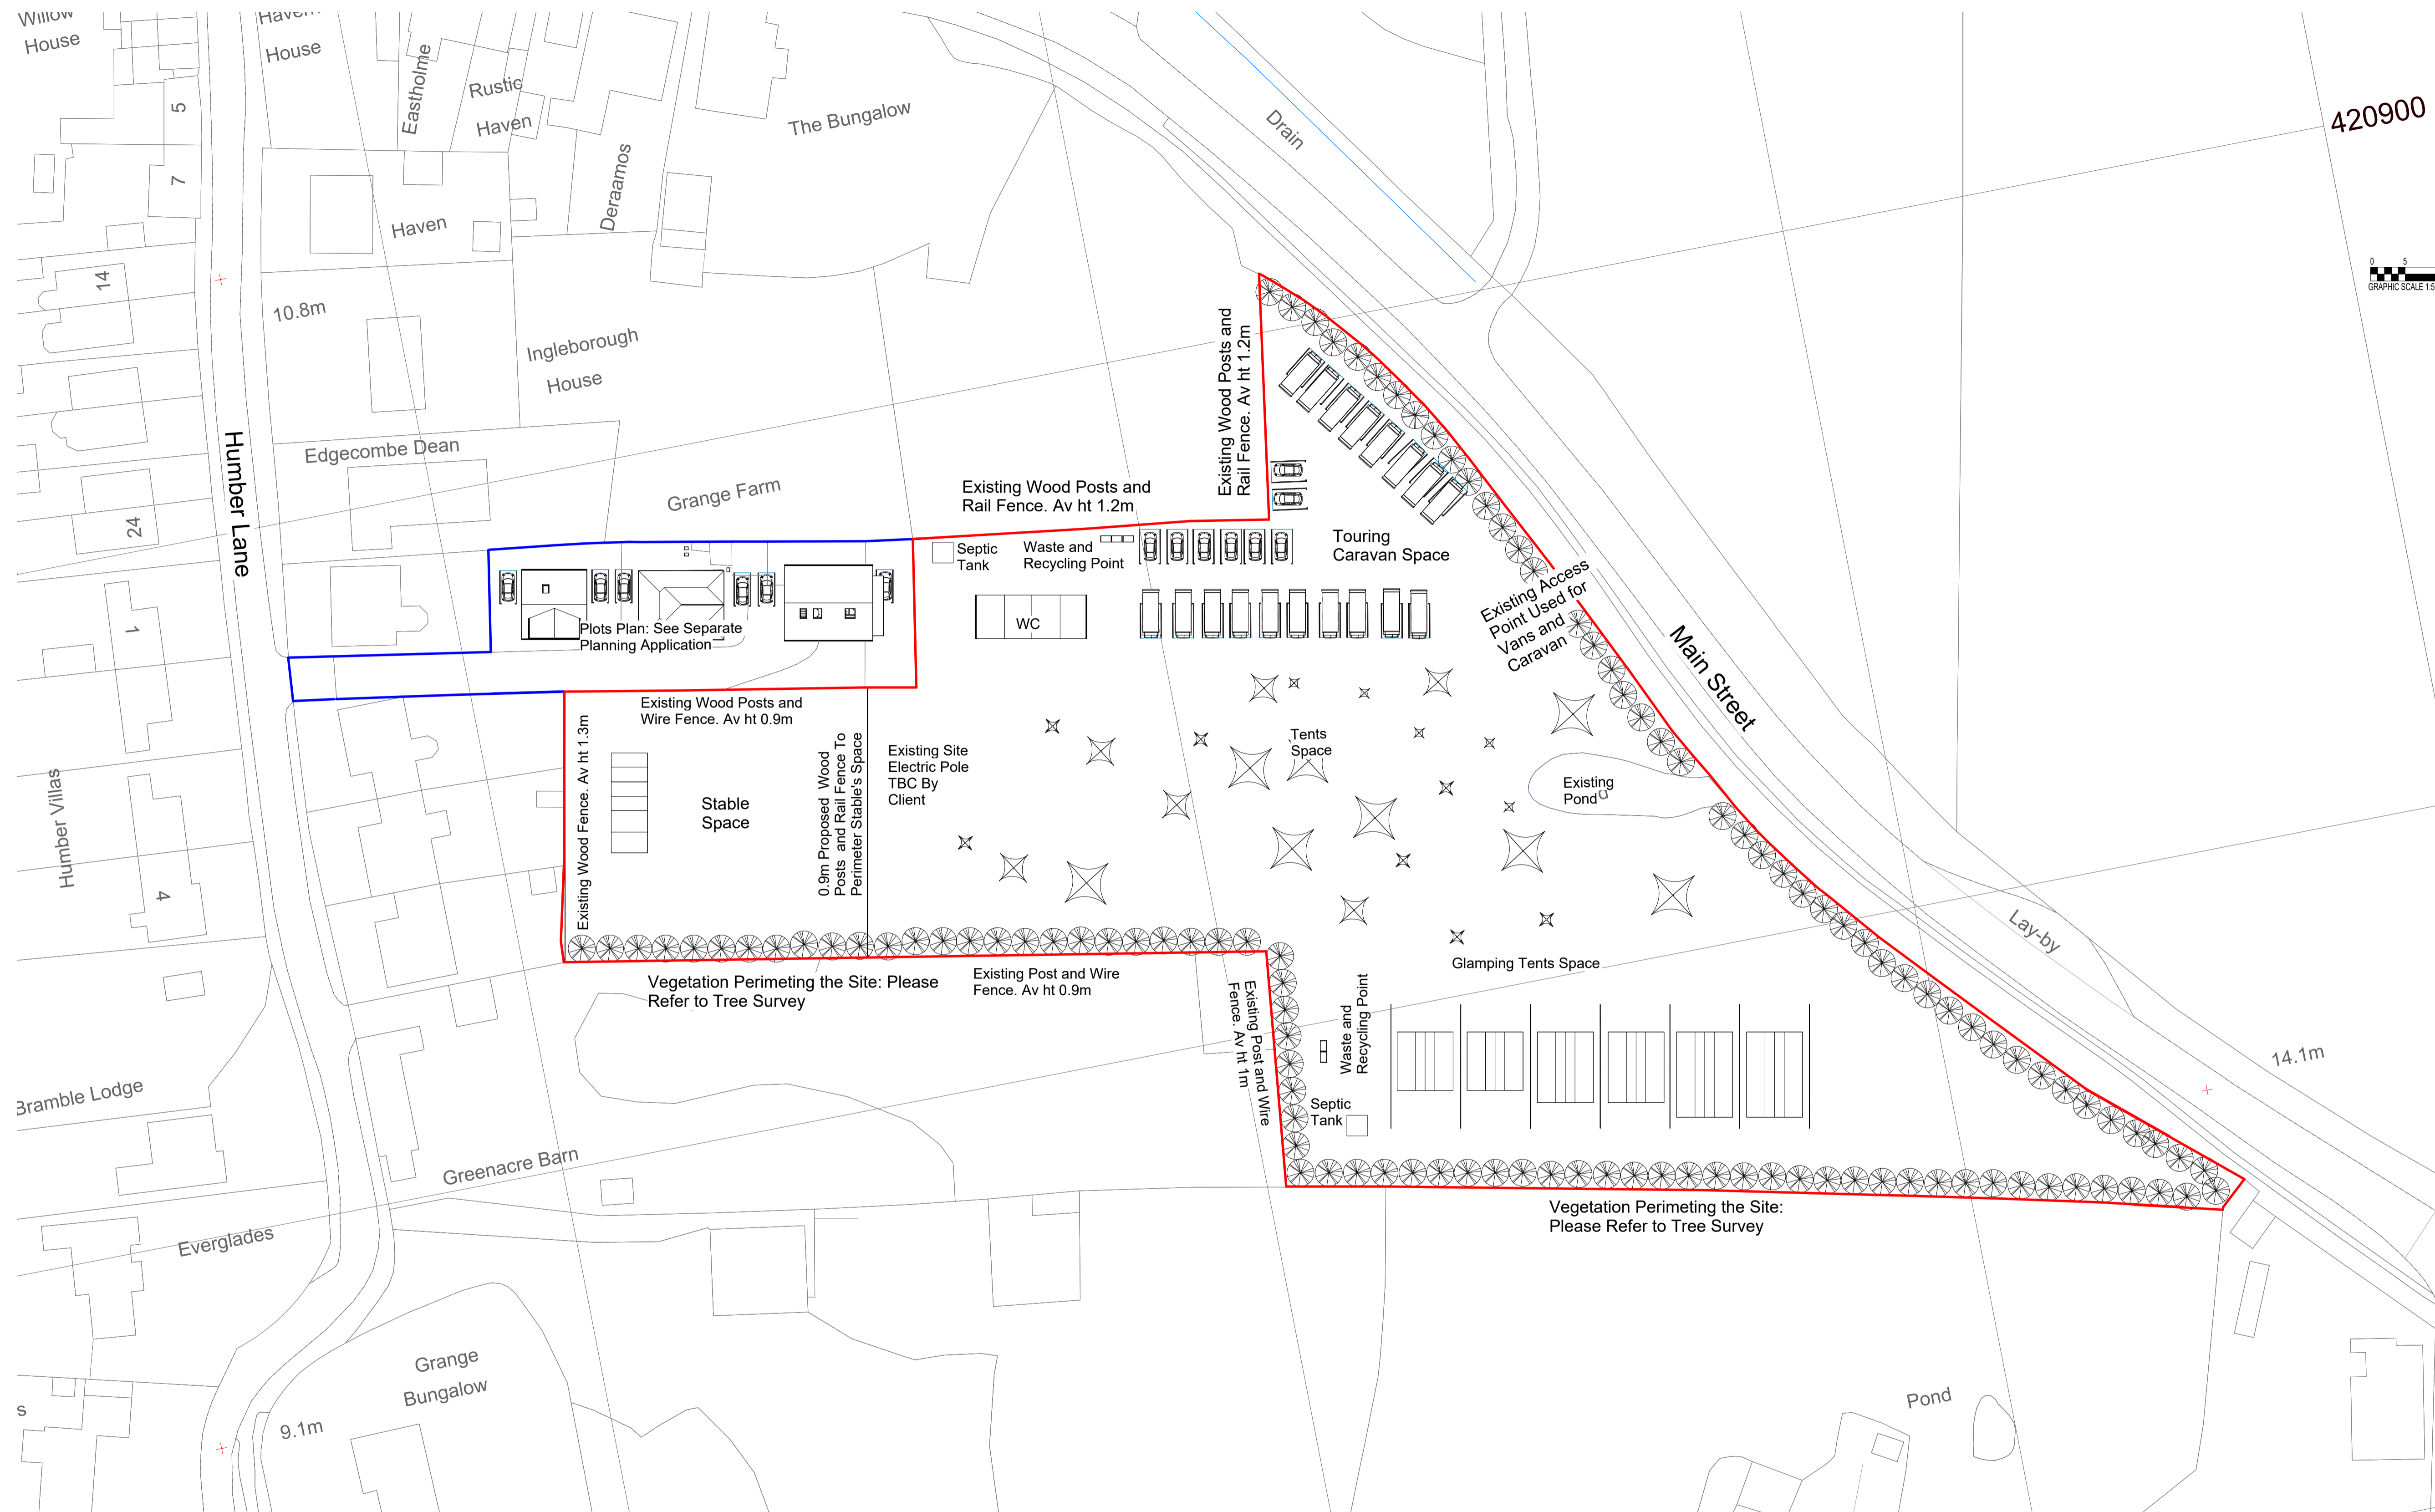 Willow
House
5
7
14
24
1
4
Humber Villas
Bramble Lodge
Everglades
s
House
Eastholme
Rustic
Haven
Deraamos
The Bungalow
Haven
10.8m
Ingleborough
House
Edgecombe Dean
Grange Farm
Humber Lane
Drain
420900
0 5
GRAPHIC SCALE 1:5
Existing Wood Posts and
Rail Fence. Av ht 1.2m
Existing Wood Posts and
Rail Fence. Av ht 1.2m
Septic
Tank
Waste and
Recycling Point
Touring
Caravan Space
WC
Existing Access
Point Used for
Vans and
Caravan
Main Street
Plots Plan: See Separate
Planning Application
Existing Wood Posts and
Wire Fence. Av ht 0.9m
Existing Wood Fence. Av ht 1.3m
Stable
Space
0.9m Proposed Wood
Posts and Rail Fence To
Perimeter Stable's Space
Existing Site
Electric Pole
TBC By
Client
Tents
Space
Existing
Pond
Lay-by
14.1m
Glamping Tents Space
Vegetation Perimeting the Site: Please
Refer to Tree Survey
Existing Post and Wire
Fence. Av ht 0.9m
Existing Post and Wire
Fence. Av ht 1m
Waste and
Recycling Point
Septic
Tank
Vegetation Perimeting the Site:
Please Refer to Tree Survey
Greenacre Barn
Grange
Bungalow
9.1m
Pond